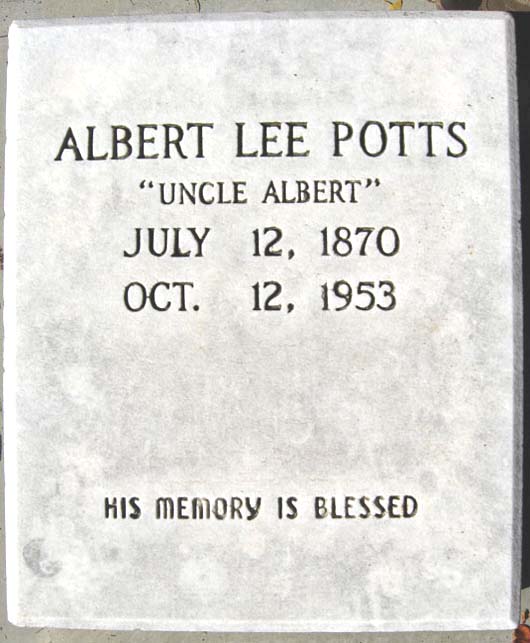 ALBERT LEE POTTS
"UNCLE ALBERT"
JULY 12, 1870
OCT. 12, 1953
HIS MEMORY IS BLESSED